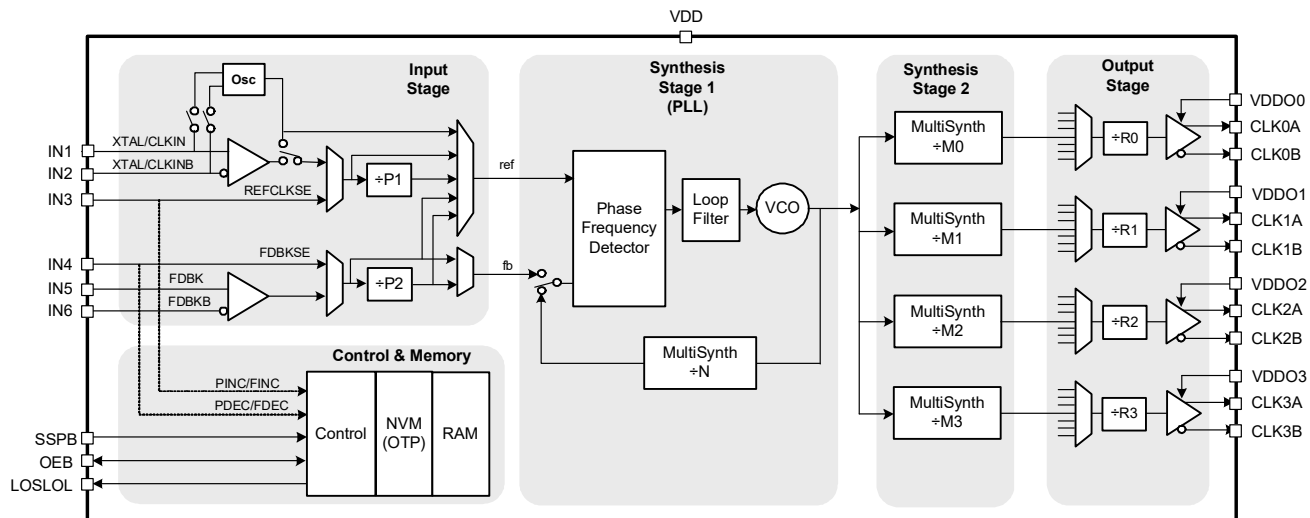 VDD
Input
Stage
Synthesis
Stage 1
(PLL)
Synthesis
Stage 2
Output
Stage
Osc
IN1
XTAL/CLKIN
IN2
XTAL/CLKINB
IN3
REFCLKSE
÷P1
ref
IN4
FDBKSE
IN5
FDBK
IN6
FDBKB
÷P2
fb
Phase
Frequency
Detector
Loop
Filter
VCO
MultiSynth
÷N
MultiSynth
÷M0
MultiSynth
÷M1
MultiSynth
÷M2
MultiSynth
÷M3
÷R0
÷R1
÷R2
÷R3
VDDO0
CLK0A
CLK0B
VDDO1
CLK1A
CLK1B
VDDO2
CLK2A
CLK2B
VDDO3
CLK3A
CLK3B
Control & Memory
PINC/FINC
PDEC/FDEC
Control
NVM
(OTP)
RAM
SSPB
OEB
LOSLOL